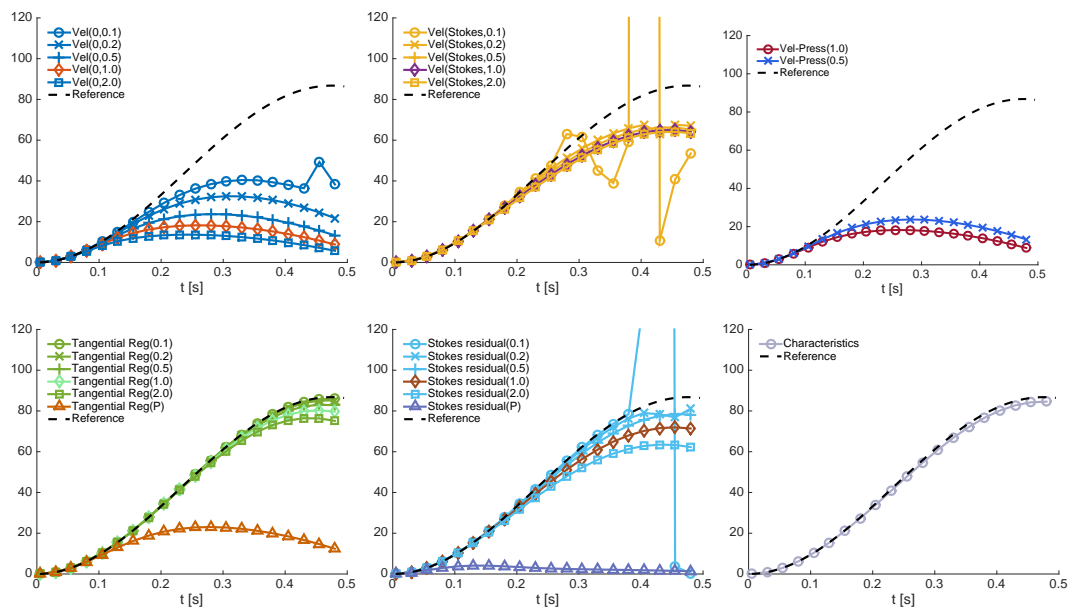 120
100
80
60
40
20
0
Vel(0,0.1)
Vel(0,0.2)
Vel(0,0.5)
Vel(0,1.0)
Vel(0,2.0)
Reference
0 0.1 0.2 0.3 0.4 0.5
t [s]
120
100
80
60
40
20
0
Vel(Stokes,0.1)
Vel(Stokes,0.2)
Vel(Stokes,0.5)
Vel(Stokes,1.0)
Vel(Stokes,2.0)
Reference
0 0.1 0.2 0.3 0.4 0.5
t [s]
120
100
80
60
40
20
0
Vel-Press(1.0)
Vel-Press(0.5)
Reference
0 0.1 0.2 0.3 0.4 0.5
t [s]
120
100
80
60
40
20
0
Tangential Reg(0.1)
Tangential Reg(0.2)
Tangential Reg(0.5)
Tangential Reg(1.0)
Tangential Reg(2.0)
Tangential Reg(P)
Reference
0 0.1 0.2 0.3 0.4 0.5
t [s]
120
100
80
60
40
20
0
Stokes residual(0.1)
Stokes residual(0.2)
Stokes residual(0.5)
Stokes residual(1.0)
Stokes residual(2.0)
Stokes residual(P)
Reference
0 0.1 0.2 0.3 0.4 0.5
t [s]
120
100
80
60
40
20
0
Characteristics
Reference
0 0.1 0.2 0.3 0.4 0.5
t [s]